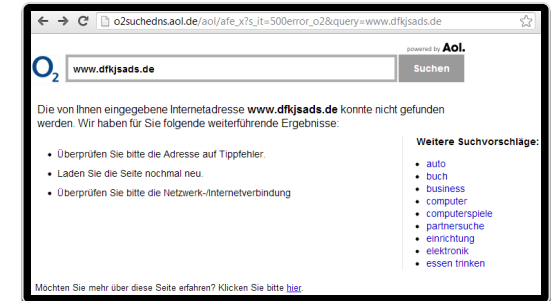 o2suchedns.aol.de/aol/afe_x?s_it=500error_o2&query=www.dfkjsads.de
powered by Aol.
O2 www.dfkjsads.de Suchen
Die von Ihnen eingegebene Internetadresse www.dfkjsads.de konnte nicht gefunden
werden. Wir haben für Sie folgende weiterführende Ergebnisse:
Überprüfen Sie bitte die Adresse auf Tippfehler.
Laden Sie die Seite nochmal neu.
Überprüfen Sie bitte die Netzwerk-/Internetverbindung
Weitere Suchvorschläge:
auto
buch
business
computer
computerspiele
partnersuche
einrichtung
elektronik
essen trinken
Möchten Sie mehr über diese Seite erfahren? Klicken Sie bitte hier.